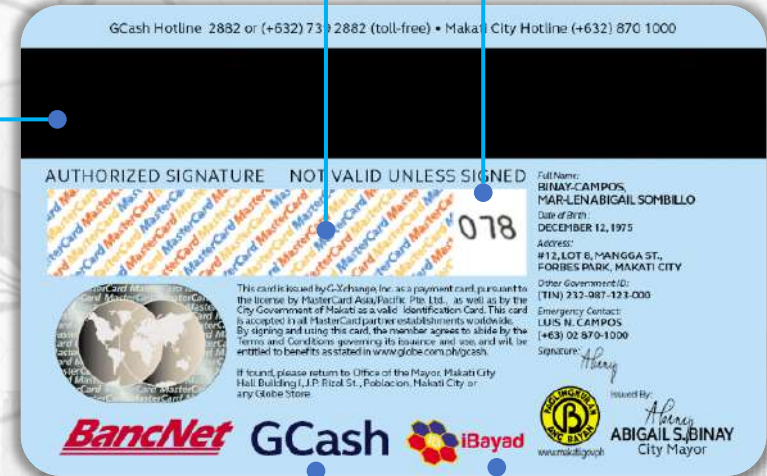 GCash Hotline 2882 or (+632) 739 2882 (toll-free) • Makati City Hotline (+632) 870 1000
AUTHORIZED SIGNATURE NOT VALID UNLESS SIGNED
078
This card is issued by G-Xchange, Inc. as a payment card, pursuant to
the license by MasterCard Asia/Pacific Pte. Ltd., as well as by the
City Government of Makati as a valid Identification Card. This card
is accepted in all MasterCard partner establishments worldwide.
By signing and using this card, the member agrees to abide by the
Terms and Conditions governing its issuance and use, and will be
entitled to benefits as stated in www.globe.com.ph/gcash.
If found, please return to Office of the Mayor, Makati City
Hall Building I, J.P. Rizal St., Poblacion, Makati City or
any Globe Store.
BancNet GCash iBayad
Full Name:
BINAY-CAMPOS,
MAR-LEN ABIGAIL SOMBILLO
Date of Birth:
DECEMBER 12, 1975
Address:
#12, LOT 8, MANGGA ST.,
FORBES PARK, MAKATI CITY
Other Government ID:
(TIN) 232-987-123-000
Emergency Contact:
LUIS N. CAMPOS
(+63) 02 870-1000
Signature:
PAGLINGKURAN
B
ANG BAYAN
www.makati.gov.ph
Issued By:
ABIGAIL S. BINAY
City Mayor